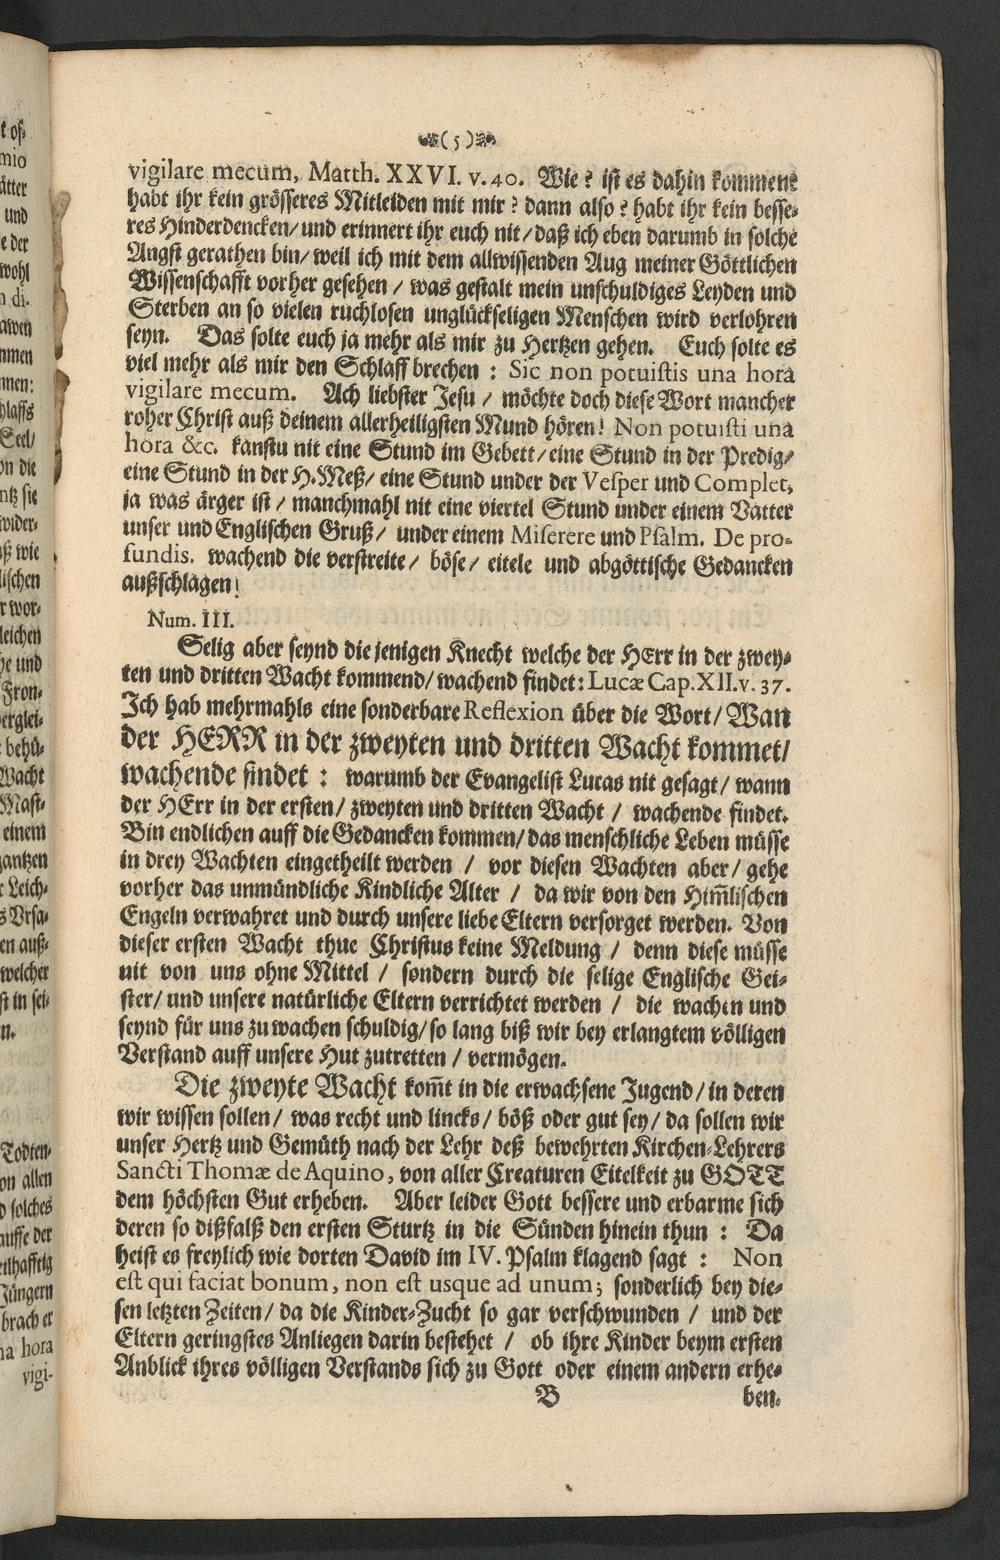 (5)
vigilare mecum, Matth. XXVI. v. 40. Wie? ist es dahin kommen?
habt ihr kein grösseres Mitleiden mit mir? dann also? habt ihr kein besse-
res Hinderdencken/ und erinnert ihr euch nit/ daß ich eben darumb in solche
Angst gerathen bin/ weil ich mit dem allwissenden Aug meiner Göttlichen
Wissenschafft vorher gesehen / was gestalt mein unschuldiges Leyden und
Sterben an so vielen ruchlosen unglückseligen Menschen wird verlohren
seyn. Das solte euch ja mehr als mir zu Hertzen gehen. Euch solte es
viel mehr als mir den Schlaff brechen : Sic non potuistis una hora
vigilare mecum. Ach liebster Jesu / möchte doch diese Wort mancher
roher Christ auß deinem allerheiligsten Mund hören! Non potuisti una
hora &c. kanstu nit eine Stund im Gebett/ eine Stund in der Predig/
eine Stund in der H. Meß/ eine Stund under der Vesper und Complet,
ja was ärger ist / manchmahl nit eine viertel Stund under einem Vatter
unser und Englischen Gruß/ under einem Miserere und Psalm. De pro-
fundis. wachend die verstreite/ böse/ eitele und abgöttische Gedancken
außschlagen!
Num. III.
Selig aber seynd die jenigen Knecht welche der HErr in der zwey-
ten und dritten Wacht kommend/ wachend findet: Lucæ Cap. XII. v. 37.
Ich hab mehrmahls eine sonderbare Reflexion über die Wort/ Wan
der HERR in der zweyten und dritten Wacht kommet/
wachende findet : warumb der Evangelist Lucas nit gesagt/ wann
der HErr in der ersten/ zweyten und dritten Wacht / wachende findet.
Bin endlichen auff die Gedancken kommen/ das menschliche Leben müsse
in drey Wachten eingetheilt werden / vor diesen Wachten aber/ gehe
vorher das unmündliche Kindliche Alter / da wir von den Him̃lischen
Engeln verwahret und durch unsere liebe Eltern versorget werden. Von
dieser ersten Wacht thue Christus keine Meldung / denn diese müsse
nit von uns ohne Mittel / sondern durch die selige Englische Gei-
ster/ und unsere natürliche Eltern verrichtet werden / die wachen und
seynd für uns zu wachen schuldig/ so lang biß wir bey erlangtem völligen
Verstand auff unsere Hut zutretten / vermögen.
Die zweyte Wacht kom̃t in die erwachsene Jugend/ in deren
wir wissen sollen/ was recht und lincks/ böß oder gut sey/ da sollen wir
unser Hertz und Gemüth nach der Lehr deß bewehrten Kirchen-Lehrers
Sancti Thomæ de Aquino, von aller Creaturen Eitelkeit zu GOTT
dem höchsten Gut erheben. Aber leider Gott bessere und erbarme sich
deren so dißfalß den ersten Sturtz in die Sünden hinein thun : Da
heist es freylich wie dorten David im IV. Psalm klagend sagt : Non
est qui faciat bonum, non est usque ad unum; sonderlich bey die-
sen letzten Zeiten/ da die Kinder-Zucht so gar verschwunden / und der
Eltern geringstes Anliegen darin bestehet / ob ihre Kinder beym ersten
Anblick ihres völligen Verstands sich zu Gott oder einem andern erhe-
B ben.